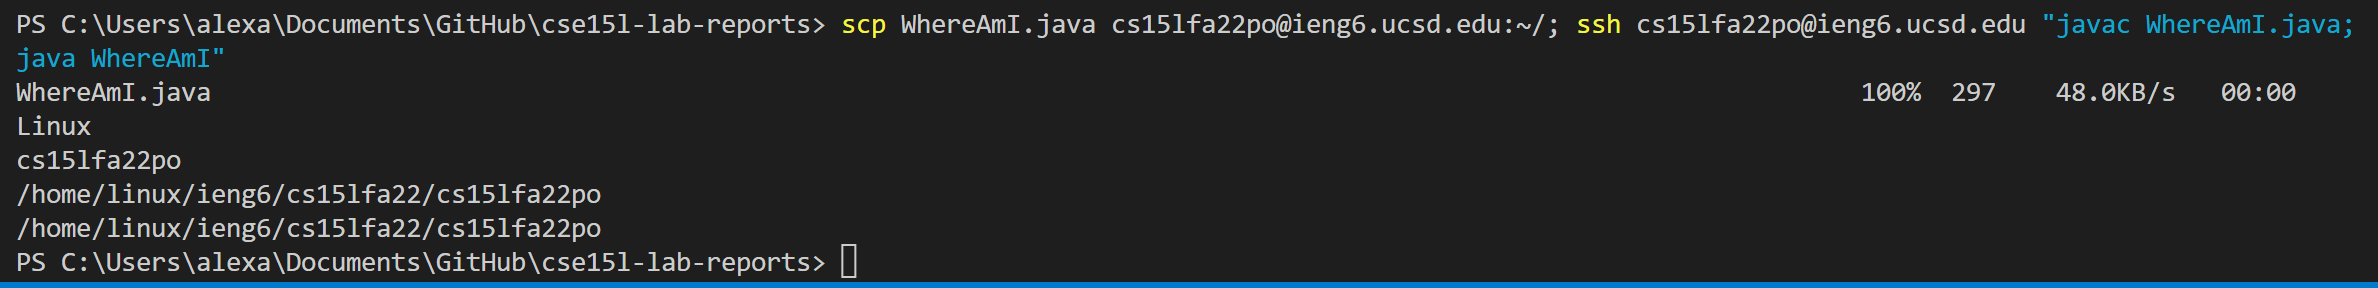 PS C:\Users\alexa\Documents\GitHub\cse15l-lab-reports> scp WhereAmI.java cs15lfa22po@ieng6.ucsd.edu:~/; ssh cs15lfa22po@ieng6.ucsd.edu "javac WhereAmI.java;
java WhereAmI"
WhereAmI.java 100% 297 48.0KB/s 00:00
Linux
cs15lfa22po
/home/linux/ieng6/cs15lfa22/cs15lfa22po
/home/linux/ieng6/cs15lfa22/cs15lfa22po
PS C:\Users\alexa\Documents\GitHub\cse15l-lab-reports>